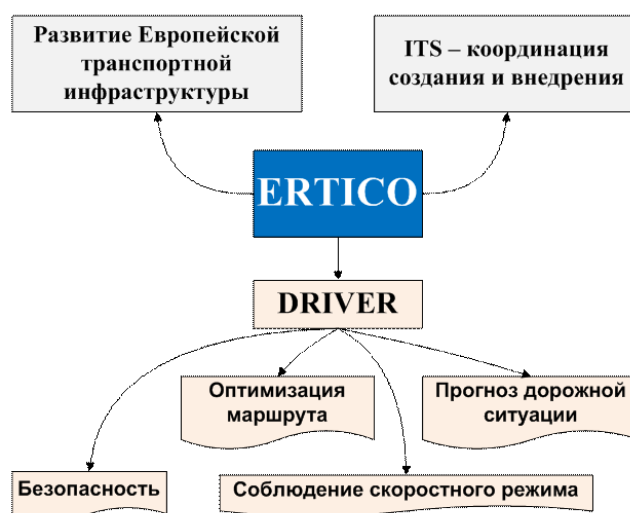 Развитие Европейской
транспортной
инфраструктуры
ITS – координация
создания и внедрения
ERTICO
DRIVER
Оптимизация
маршрута
Прогноз дорожной
ситуации
Безопасность
Соблюдение скоростного режима